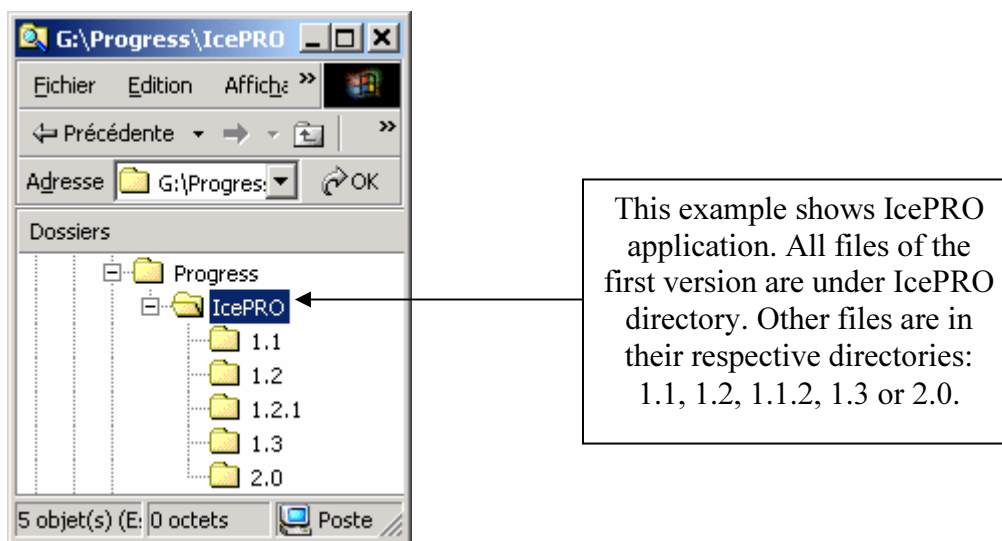 G:\Progress\IcePRO
Fichier Edition Afficha »
Précédente »
Adresse G:\Progres: OK
Dossiers
Progress
IcePRO
1.1
1.2
1.2.1
1.3
2.0
5 objet(s) (E: 0 octets Poste
This example shows IcePRO
application. All files of the
first version are under IcePRO
directory. Other files are in
their respective directories:
1.1, 1.2, 1.1.2, 1.3 or 2.0.